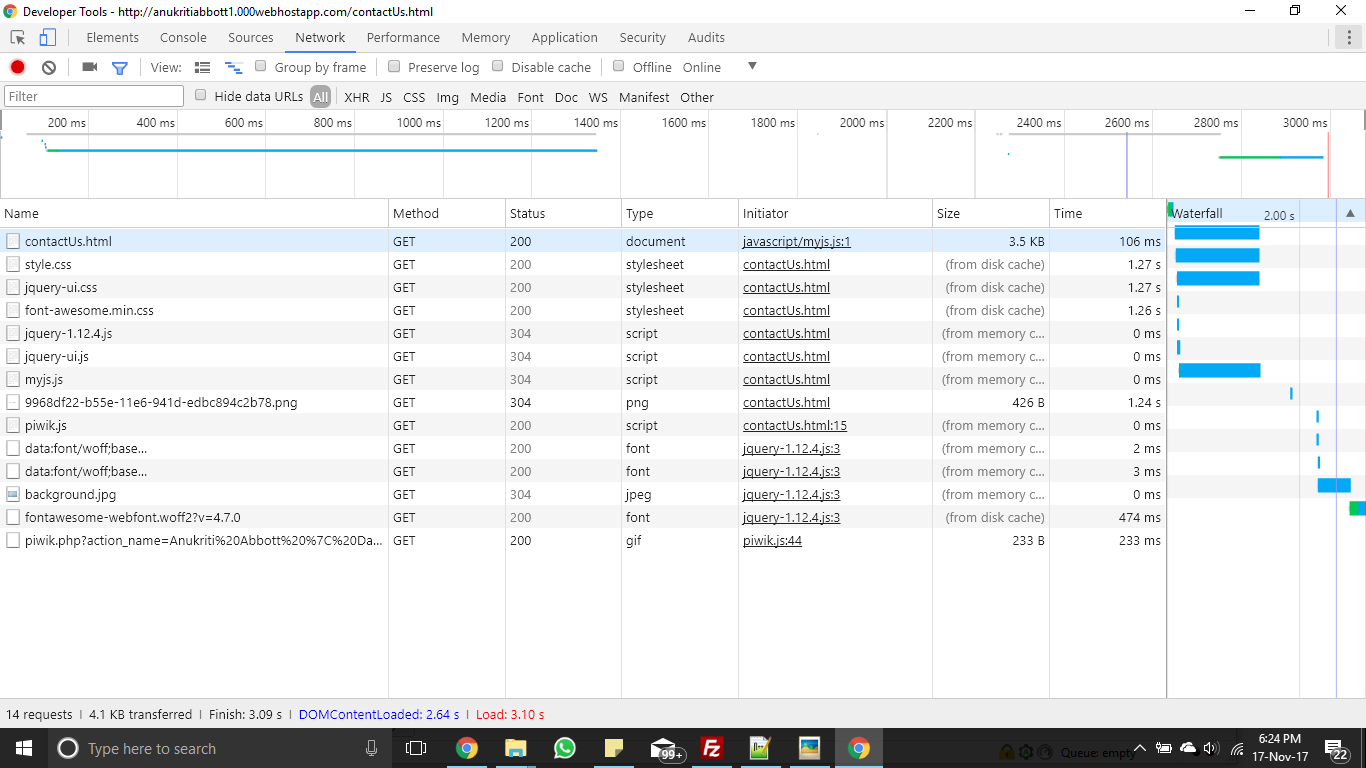 Developer Tools - http://anukritiabbott1.000webhostapp.com/contactUs.html
Elements Console Sources Network Performance Memory Application Security Audits
View: Group by frame Preserve log Disable cache Offline Online
Filter Hide data URLs All XHR JS CSS Img Media Font Doc WS Manifest Other
200 ms 400 ms 600 ms 800 ms 1000 ms 1200 ms 1400 ms 1600 ms 1800 ms 2000 ms 2200 ms 2400 ms 2600 ms 2800 ms 3000 ms
Name Method Status Type Initiator Size Time Waterfall 2.00 s
contactUs.html GET 200 document javascript/myjs.js:1 3.5 KB 106 ms
style.css GET 200 stylesheet contactUs.html (from disk cache) 1.27 s
jquery-ui.css GET 200 stylesheet contactUs.html (from disk cache) 1.27 s
font-awesome.min.css GET 200 stylesheet contactUs.html (from disk cache) 1.26 s
jquery-1.12.4.js GET 304 script contactUs.html (from memory c... 0 ms
jquery-ui.js GET 304 script contactUs.html (from memory c... 0 ms
myjs.js GET 304 script contactUs.html (from memory c... 0 ms
9968df22-b55e-11e6-941d-edbc894c2b78.png GET 304 png contactUs.html 426 B 1.24 s
piwik.js GET 200 script contactUs.html:15 (from memory c... 0 ms
data:font/woff;base... GET 200 font jquery-1.12.4.js:3 (from memory c... 2 ms
data:font/woff;base... GET 200 font jquery-1.12.4.js:3 (from memory c... 3 ms
background.jpg GET 304 jpeg jquery-1.12.4.js:3 (from memory c... 0 ms
fontawesome-webfont.woff2?v=4.7.0 GET 200 font jquery-1.12.4.js:3 (from disk cache) 474 ms
piwik.php?action_name=Anukriti%20Abbott%20%7C%20Da... GET 200 gif piwik.js:44 233 B 233 ms
14 requests | 4.1 KB transferred | Finish: 3.09 s | DOMContentLoaded: 2.64 s | Load: 3.10 s
Type here to search 99+ Fz Queue: empty 6:24 PM
17-Nov-17 22